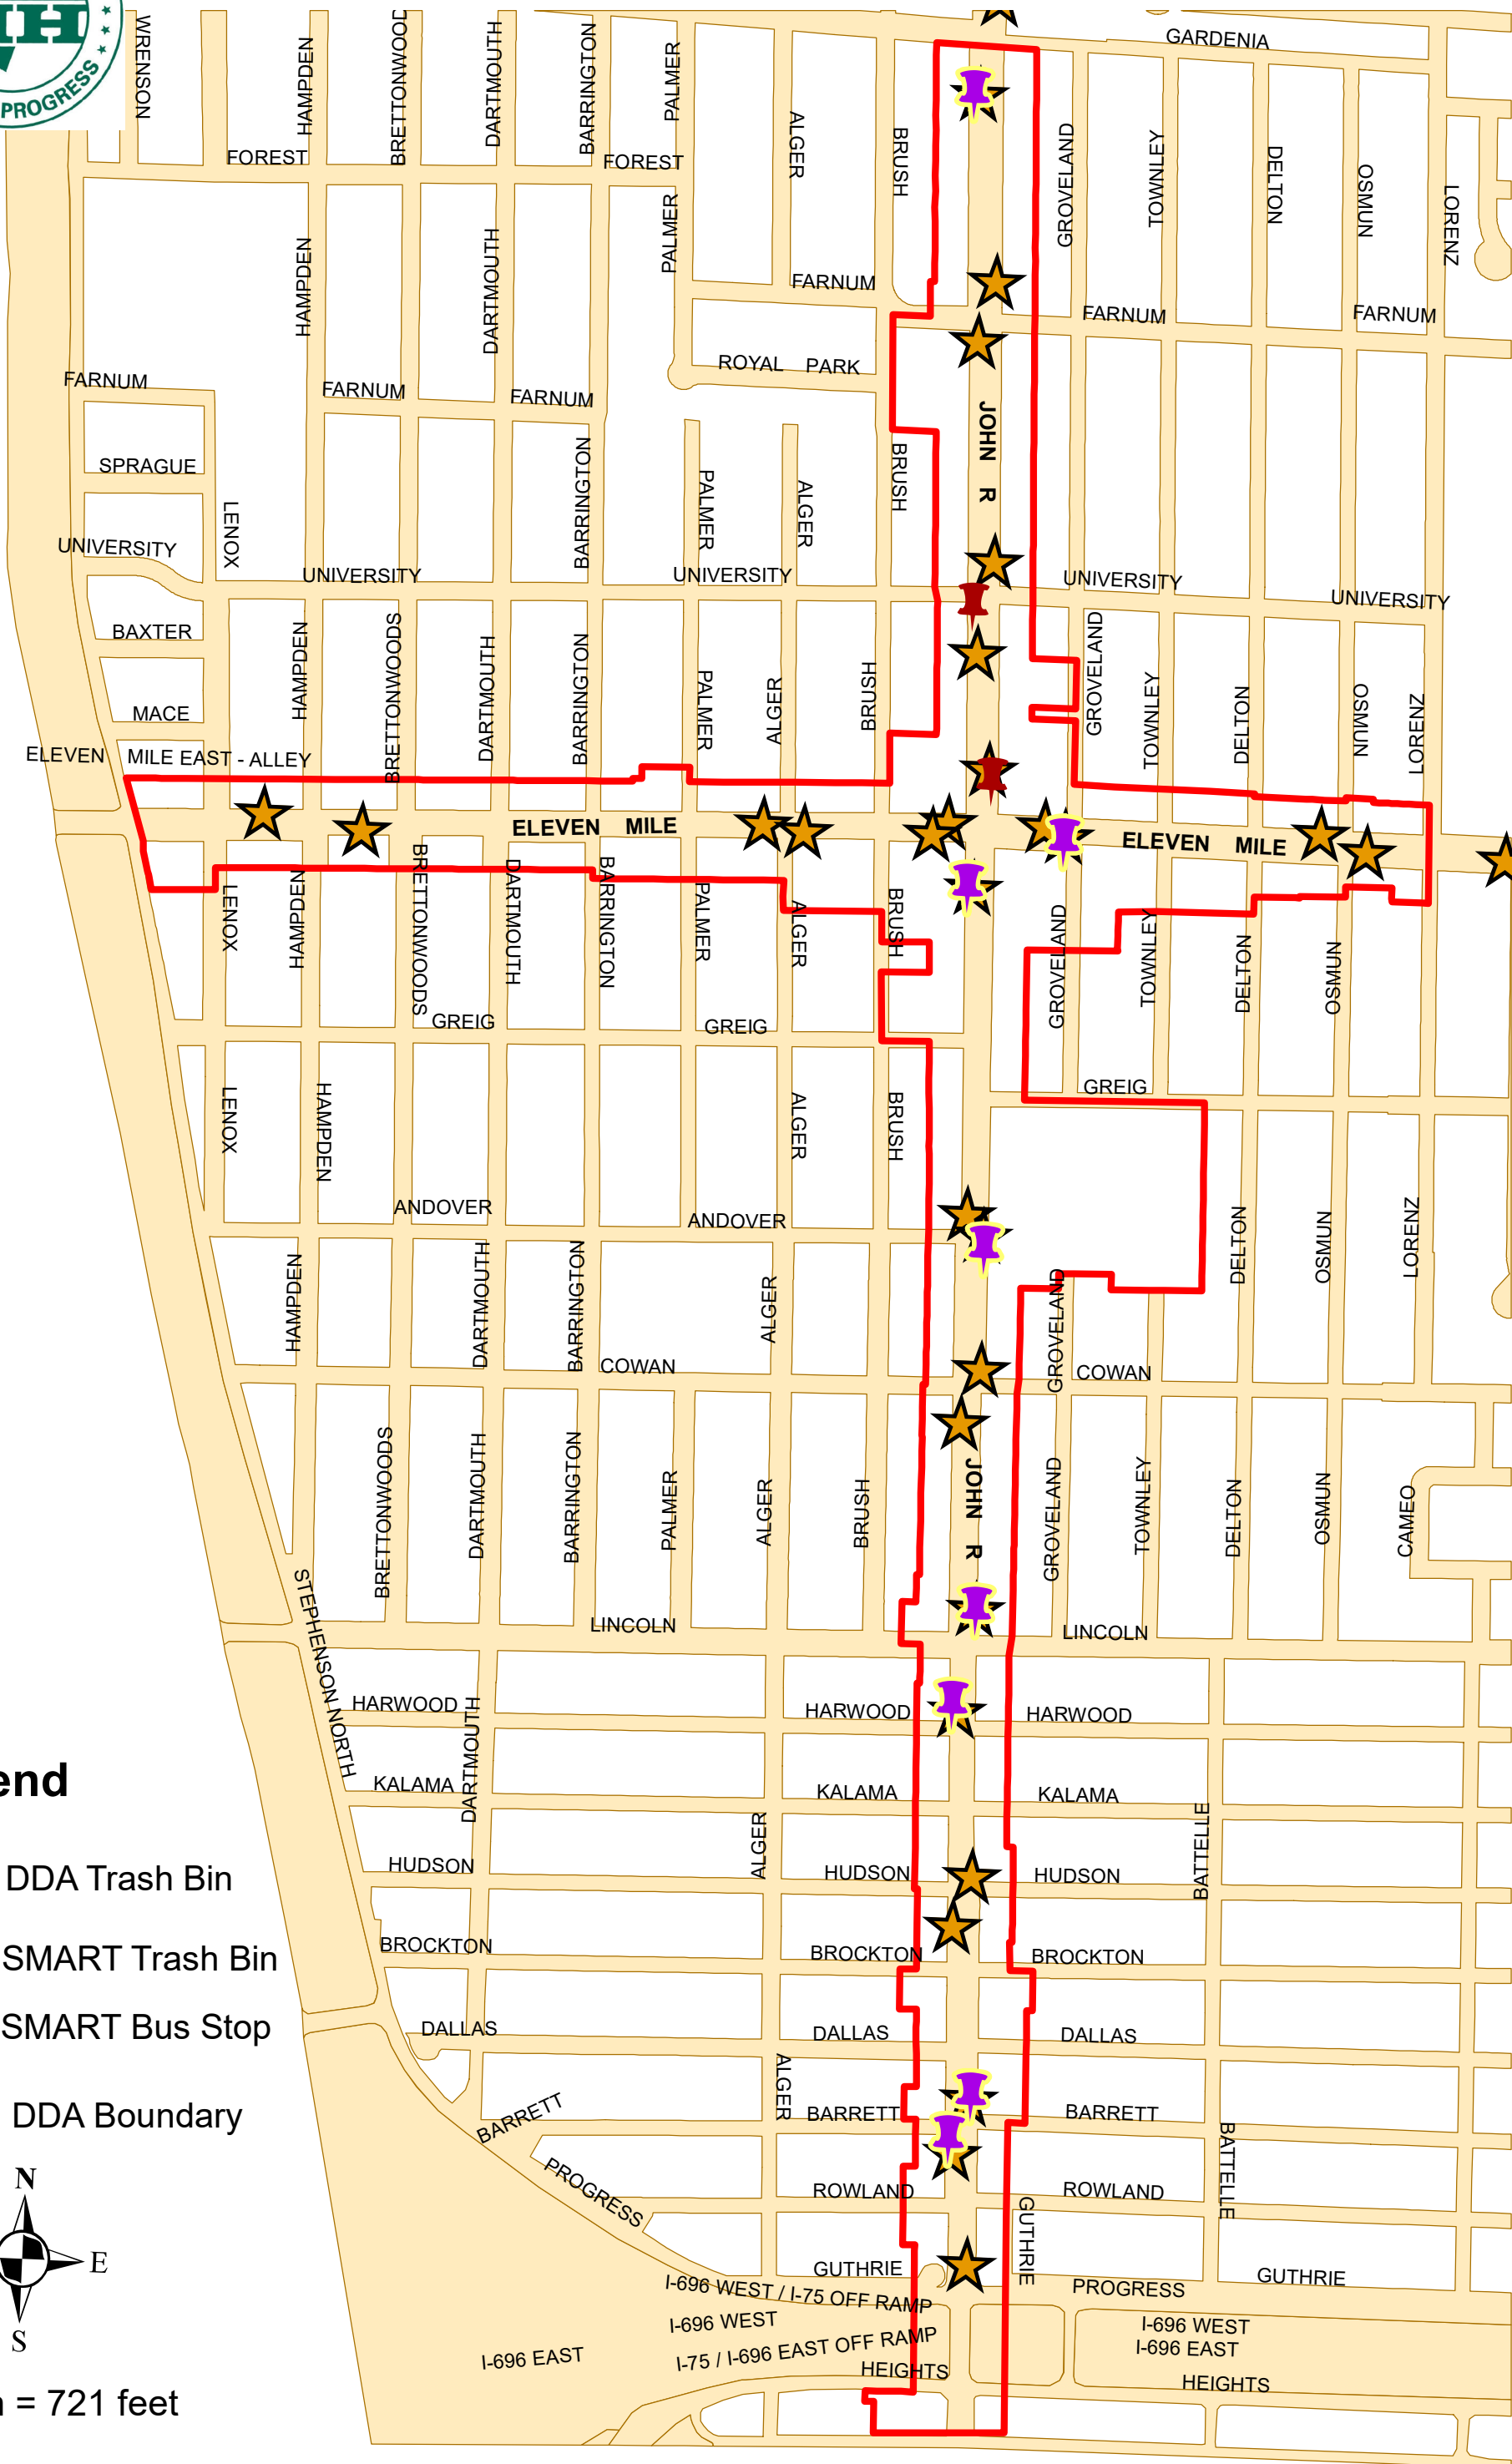 IH
PROGRESS
WRENSON
HAMPDEN
BRETTONWOOD
DARTMOUTH
BARRINGTON
PALMER
GARDENIA
FOREST
FOREST
ALGER
BRUSH
GROVELAND
TOWNLEY
DELTON
OSMUN
LORENZ
HAMPDEN
DARTMOUTH
PALMER
FARNUM
FARNUM
FARNUM
ROYAL PARK
FARNUM
FARNUM
FARNUM
JOHN R
SPRAGUE
LENOX
BARRINGTON
PALMER
ALGER
BRUSH
UNIVERSITY
UNIVERSITY
UNIVERSITY
UNIVERSITY
UNIVERSITY
BAXTER
HAMPDEN
BRETTONWOODS
DARTMOUTH
BARRINGTON
PALMER
ALGER
BRUSH
GROVELAND
TOWNLEY
DELTON
OSMUN
LORENZ
MACE
ELEVEN MILE EAST - ALLEY
ELEVEN MILE
ELEVEN MILE
LENOX
HAMPDEN
BRETTONWOODS
DARTMOUTH
BARRINGTON
PALMER
ALGER
BRUSH
GROVELAND
TOWNLEY
DELTON
OSMUN
GREIG
GREIG
GREIG
LENOX
HAMPDEN
ALGER
BRUSH
ANDOVER
ANDOVER
HAMPDEN
DARTMOUTH
BARRINGTON
ALGER
GROVELAND
DELTON
OSMUN
LORENZ
COWAN
COWAN
BRETTONWOODS
DARTMOUTH
BARRINGTON
PALMER
ALGER
BRUSH
JOHN R
GROVELAND
TOWNLEY
DELTON
OSMUN
CAMEO
STEPHENSON NORTH
LINCOLN
LINCOLN
HARWOOD
DARTMOUTH
HARWOOD
HARWOOD
KALAMA
KALAMA
KALAMA
HUDSON
ALGER
HUDSON
HUDSON
BATTELLE
BROCKTON
BROCKTON
BROCKTON
DALLAS
DALLAS
DALLAS
BARRETT
ALGER
BARRETT
BARRETT
BATTELLE
PROGRESS
ROWLAND
ROWLAND
GUTHRIE
GUTHRIE
PROGRESS
GUTHRIE
I-696 WEST / I-75 OFF RAMP
I-696 WEST
I-696 WEST
I-696 EAST
I-75 / I-696 EAST OFF RAMP
I-696 EAST
HEIGHTS
HEIGHTS
end
DDA Trash Bin
SMART Trash Bin
SMART Bus Stop
DDA Boundary
N
E
S
= 721 feet